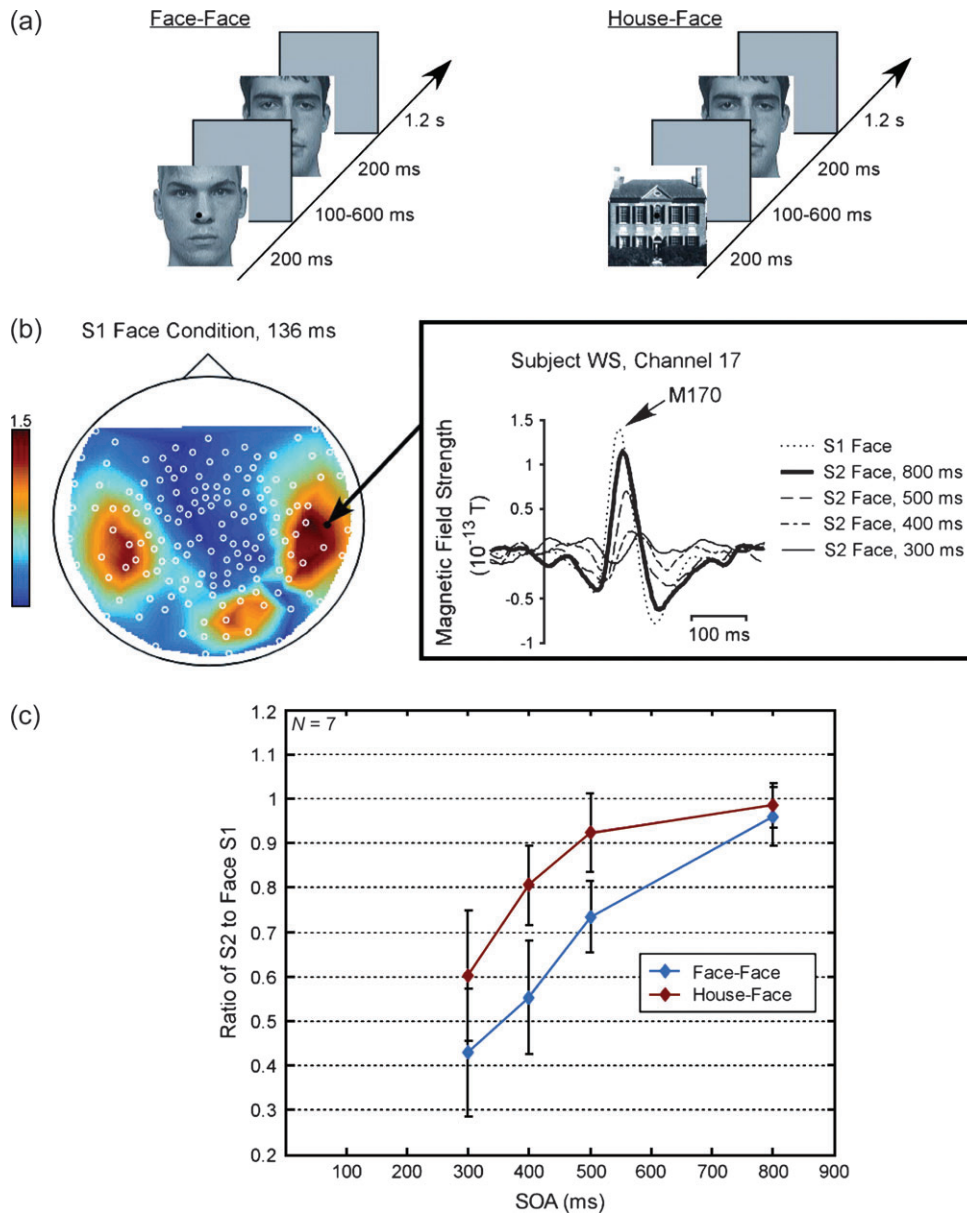 (a)
Face-Face
1.2 s
200 ms
100-600 ms
200 ms
House-Face
1.2 s
200 ms
100-600 ms
200 ms
(b)
S1 Face Condition, 136 ms
1.5
0
Subject WS, Channel 17
M170
Magnetic Field Strength
(10-13 T)
1.5
1
0.5
-0.5
-1
100 ms
S1 Face
S2 Face, 800 ms
S2 Face, 500 ms
S2 Face, 400 ms
S2 Face, 300 ms
(c)
N = 7
Ratio of S2 to Face S1
1.2
1.1
1
0.9
0.8
0.7
0.6
0.5
0.4
0.3
0.2
Face-Face
House-Face
100 200 300 400 500 600 700 800 900
SOA (ms)